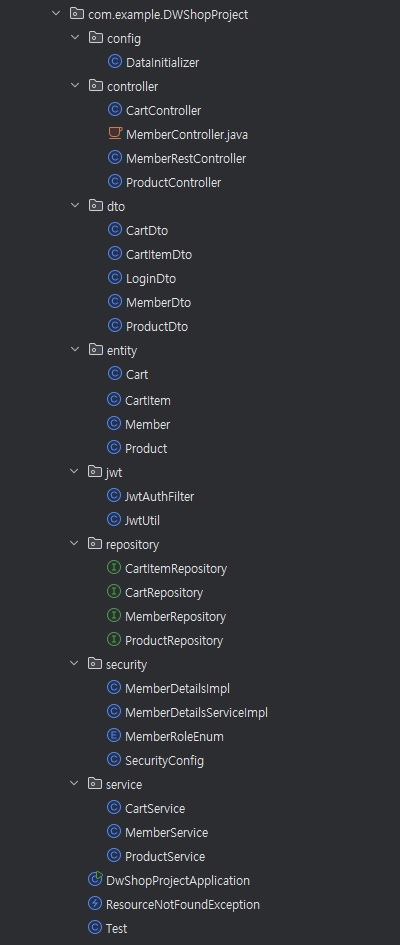 com.example.DWShopProject
config
DataInitializer
controller
CartController
MemberController.java
MemberRestController
ProductController
dto
CartDto
CartItemDto
LoginDto
MemberDto
ProductDto
entity
Cart
CartItem
Member
Product
jwt
JwtAuthFilter
JwtUtil
repository
CartItemRepository
CartRepository
MemberRepository
ProductRepository
security
MemberDetailsImpl
MemberDetailsServiceImpl
MemberRoleEnum
SecurityConfig
service
CartService
MemberService
ProductService
DwShopProjectApplication
ResourceNotFoundException
Test